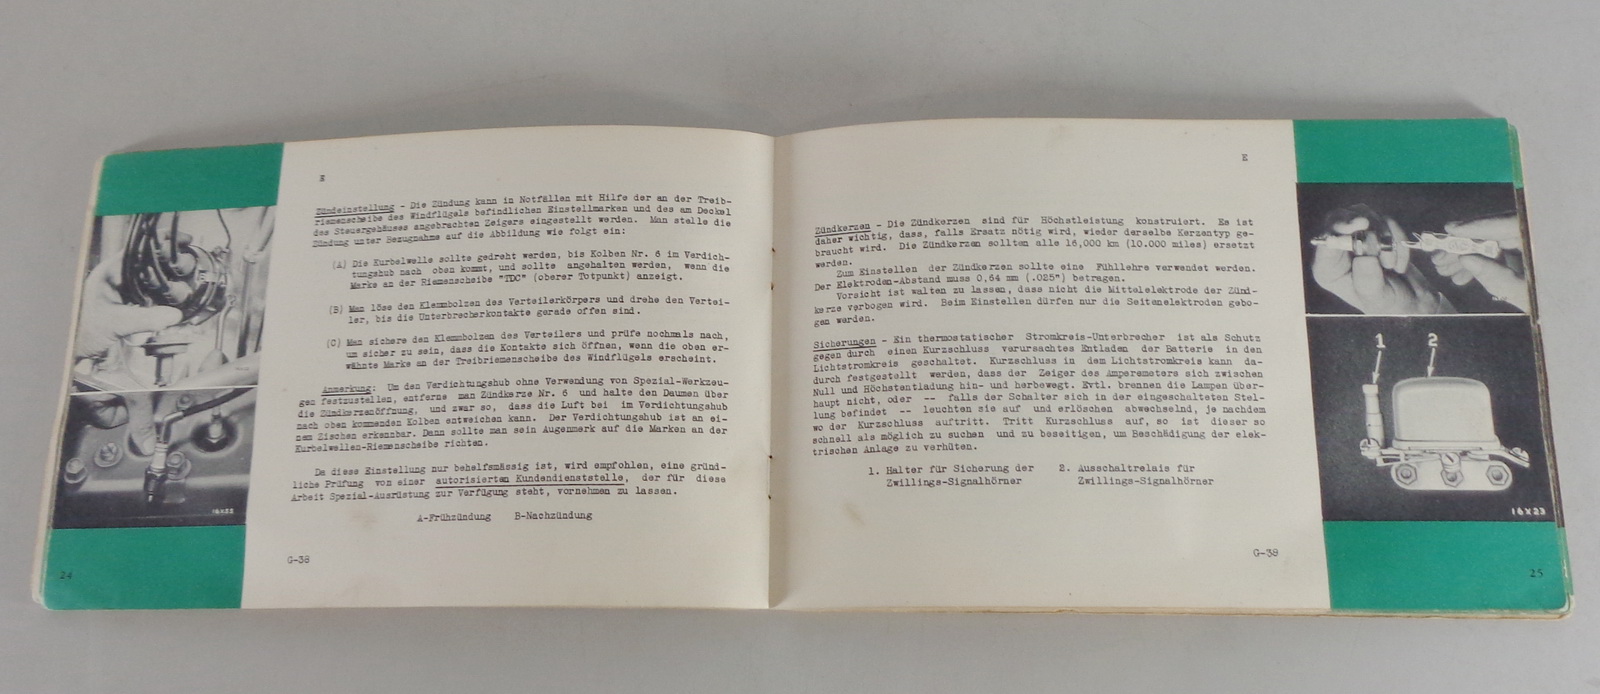 E
Zündeinstellung - Die Zündung kann in Notfällen mit Hilfe der an der Treib-
riemenscheibe des Windflügels befindlichen Einstellmarken und des am Deckel
des Steuergehäuses angebrachten Zeigers eingestellt werden. Man stelle die
Zündung unter Bezugnahme auf die Abbildung wie folgt ein:
(A) Die Kurbelwelle sollte gedreht werden, bis Kolben Nr. 6 im Verdich-
tungshub nach oben kommt, und sollte angehalten werden, wenn die
Marke an der Riemenscheibe "TDC" (oberer Totpunkt) anzeigt.
(B) Man löse den Klemmbolzen des Verteilerkörpers und drehe den Vertei-
ler, bis die Unterbrecherkontakte gerade offen sind.
(C) Man sichere den Klemmbolzen des Verteilers und prüfe nochmals nach,
um sicher zu sein, dass die Kontakte sich öffnen, wenn die oben er-
wähnte Marke an der Treibriemenscheibe des Windflügels erscheint.
Anmerkung: Um den Verdichtungshub ohne Verwendung von Spezial-Werkzeu-
gen festzustellen, entferne man Zündkerze Nr. 6 und halte den Daumen über
die Zündkerzenöffnung, und zwar so, dass die Luft bei im Verdichtungshub
nach oben kommenden Kolben entweichen kann. Der Verdichtungshub ist an ei-
nem Zischen erkennbar. Dann sollte man sein Augenmerk auf die Marken an der
Kurbelwellen-Riemenscheibe richten.
Da diese Einstellung nur behelfsmässig ist, wird empfohlen, eine gründ-
liche Prüfung von einer autorisierten Kundendienststelle, der für diese
Arbeit Spezial-Ausrüstung zur Verfügung steht, vornehmen zu lassen.
A-Frühzündung B-Nachzündung
G-38
24
E
Zündkerzen - Die Zündkerzen sind für Höchstleistung konstruiert. Es ist
daher wichtig, dass, falls Ersatz nötig wird, wieder derselbe Kerzentyp ge-
braucht wird. Die Zündkerzen sollten alle 16,000 km (10.000 miles) ersetzt
werden.
Zum Einstellen der Zündkerzen sollte eine Fühllehre verwendet werden.
Der Elektroden-Abstand muss 0,64 mm (.025") betragen.
Vorsicht ist walten zu lassen, dass nicht die Mittelelektrode der Zünd-
kerze verbogen wird. Beim Einstellen dürfen nur die Seitenelektroden gebo-
gen werden.
Sicherungen - Ein thermostatischer Stromkreis-Unterbrecher ist als Schutz
gegen durch einen Kurzschluss verursachtes Entladen der Batterie in den
Lichtstromkreis geschaltet. Kurzschluss in dem Lichtstromkreis kann da-
durch festgestellt werden, dass der Zeiger des Amperemeters sich zwischen
Null und Höchstentladung hin- und herbewegt. Evtl. brennen die Lampen über-
haupt nicht, oder -- falls der Schalter sich in der eingeschalteten Stel-
lung befindet -- leuchten sie auf und erlöschen abwechselnd, je nachdem
wo der Kurzschluss auftritt. Tritt Kurzschluss auf, so ist dieser so
schnell als möglich zu suchen und zu beseitigen, um Beschädigung der elek-
trischen Anlage zu verhüten.
1. Halter für Sicherung der
Zwillings-Signalhörner
2. Ausschaltrelais für
Zwillings-Signalhörner
G-38
1 2
16X23
25